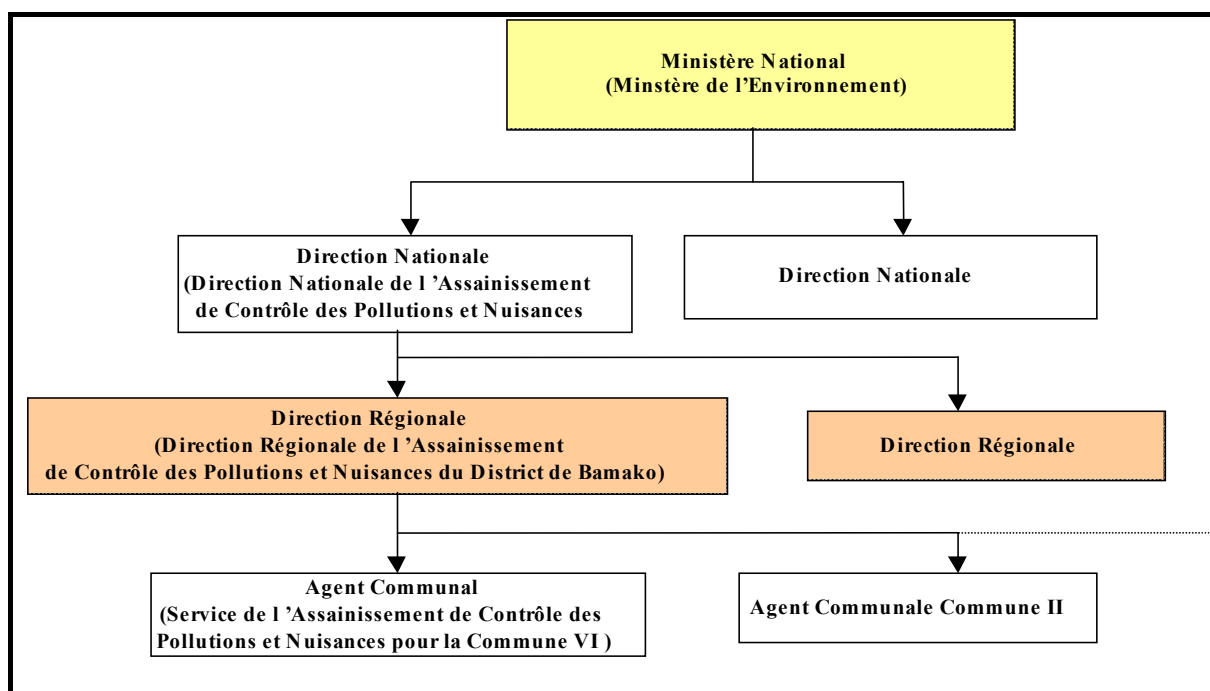 Ministère National
(Minstère de l'Environnement)
Direction Nationale
(Direction Nationale de l 'Assainissement
de Contrôle des Pollutions et Nuisances
Direction Nationale
Direction Régionale
(Direction Régionale de l 'Assainissement
de Contrôle des Pollutions et Nuisances du District de Bamako)
Direction Régionale
Agent Communal
(Service de l 'Assainissement de Contrôle des
Pollutions et Nuisances pour la Commune VI )
Agent Communale Commune II